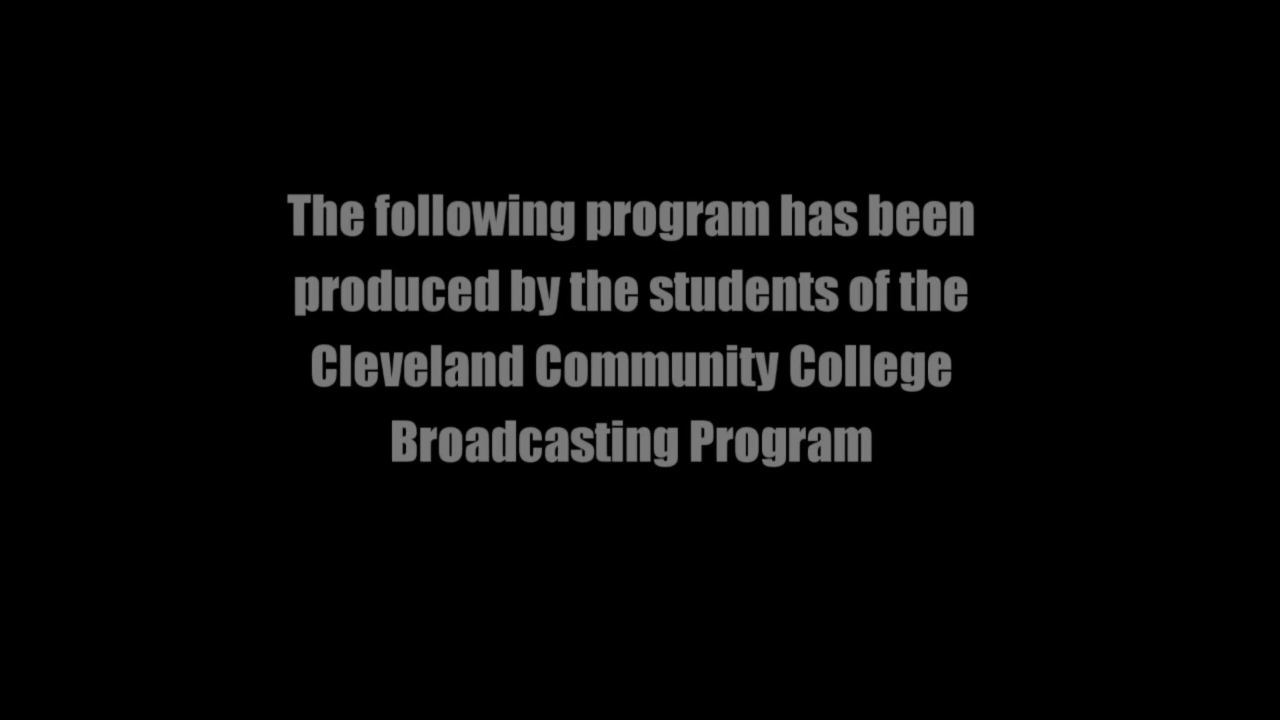 The following program has been
produced by the students of the
Cleveland Community College
Broadcasting Program